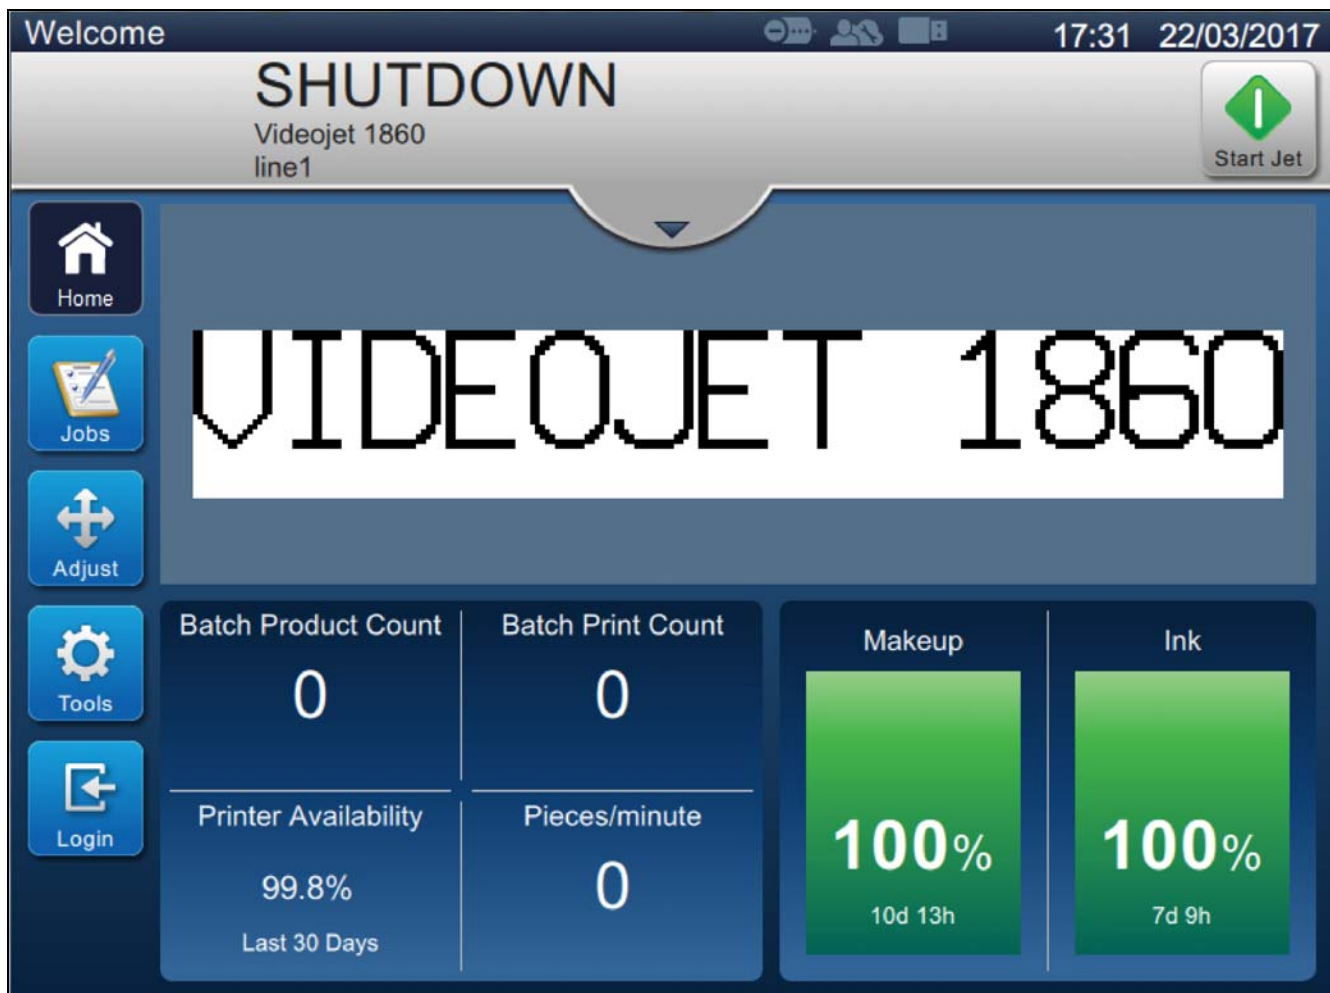 Welcome
17:31 22/03/2017
SHUTDOWN
Videojet 1860
line1
Start Jet
Home
VIDEOJET 1860
Jobs
Adjust
Tools
Login
Batch Product Count
0
Batch Print Count
0
Printer Availability
99.8%
Last 30 Days
Pieces/minute
0
Makeup
100%
10d 13h
Ink
100%
7d 9h